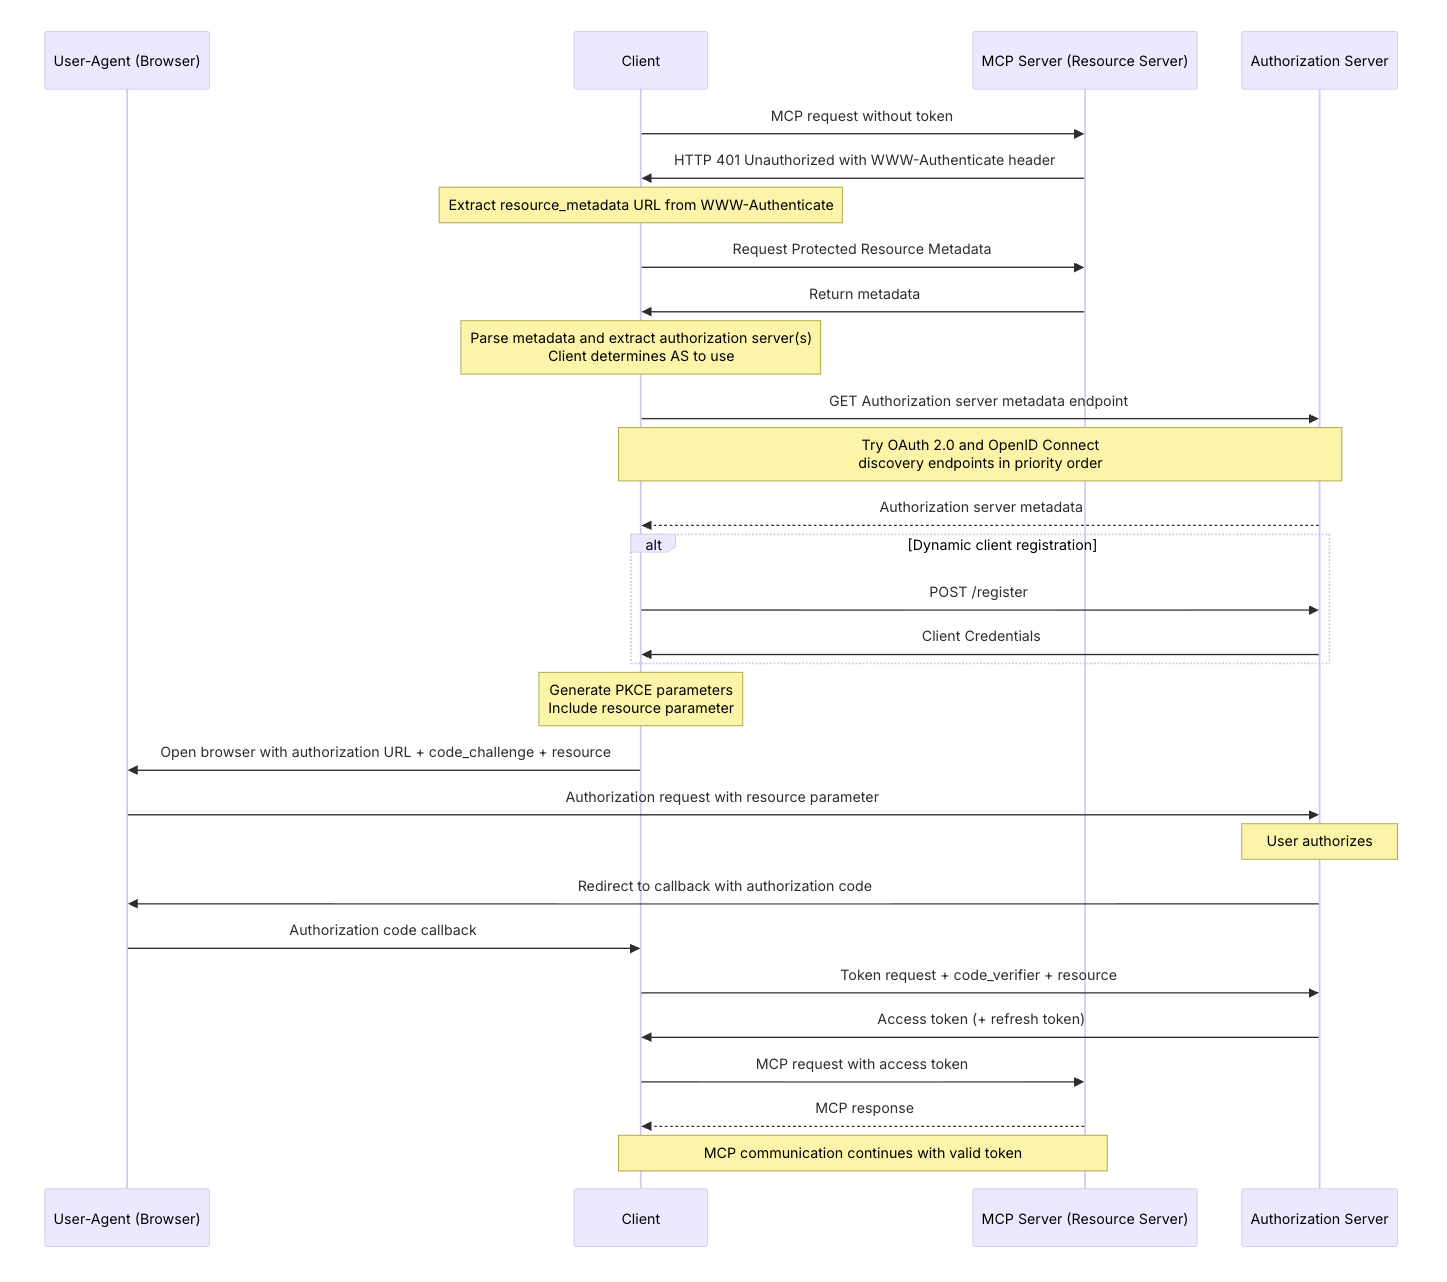 User-Agent (Browser)
Client
MCP Server (Resource Server)
Authorization Server
MCP request without token
HTTP 401 Unauthorized with WWW-Authenticate header
Extract resource_metadata URL from WWW-Authenticate
Request Protected Resource Metadata
Return metadata
Parse metadata and extract authorization server(s)
Client determines AS to use
GET Authorization server metadata endpoint
Try OAuth 2.0 and OpenID Connect
discovery endpoints in priority order
Authorization server metadata
alt
[Dynamic client registration]
POST /register
Client Credentials
Generate PKCE parameters
Include resource parameter
Open browser with authorization URL + code_challenge + resource
Authorization request with resource parameter
User authorizes
Redirect to callback with authorization code
Authorization code callback
Token request + code_verifier + resource
Access token (+ refresh token)
MCP request with access token
MCP response
MCP communication continues with valid token
User-Agent (Browser)
Client
MCP Server (Resource Server)
Authorization Server